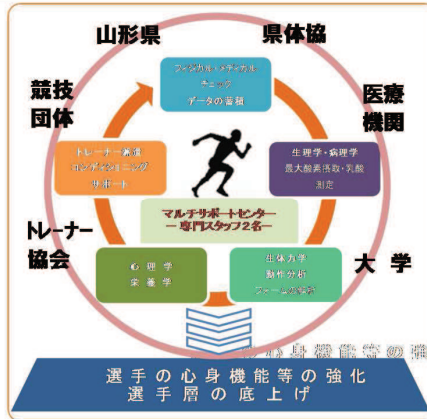 山形県
県体協
競技
団体
医療
機関
フィジカル・メディカル
チェック
データの蓄積
トレーナー派遣
コンディショニング
サポート
生理学・病理学
最大酸素摂取・乳酸
測定
マルチサポートセンター
ー専門スタッフ2名ー
トレーナー
協会
心理学
栄養学
生体力学
動作分析
フォームの解析
大学
選手の心身機能等の強化
選手層の底上げ